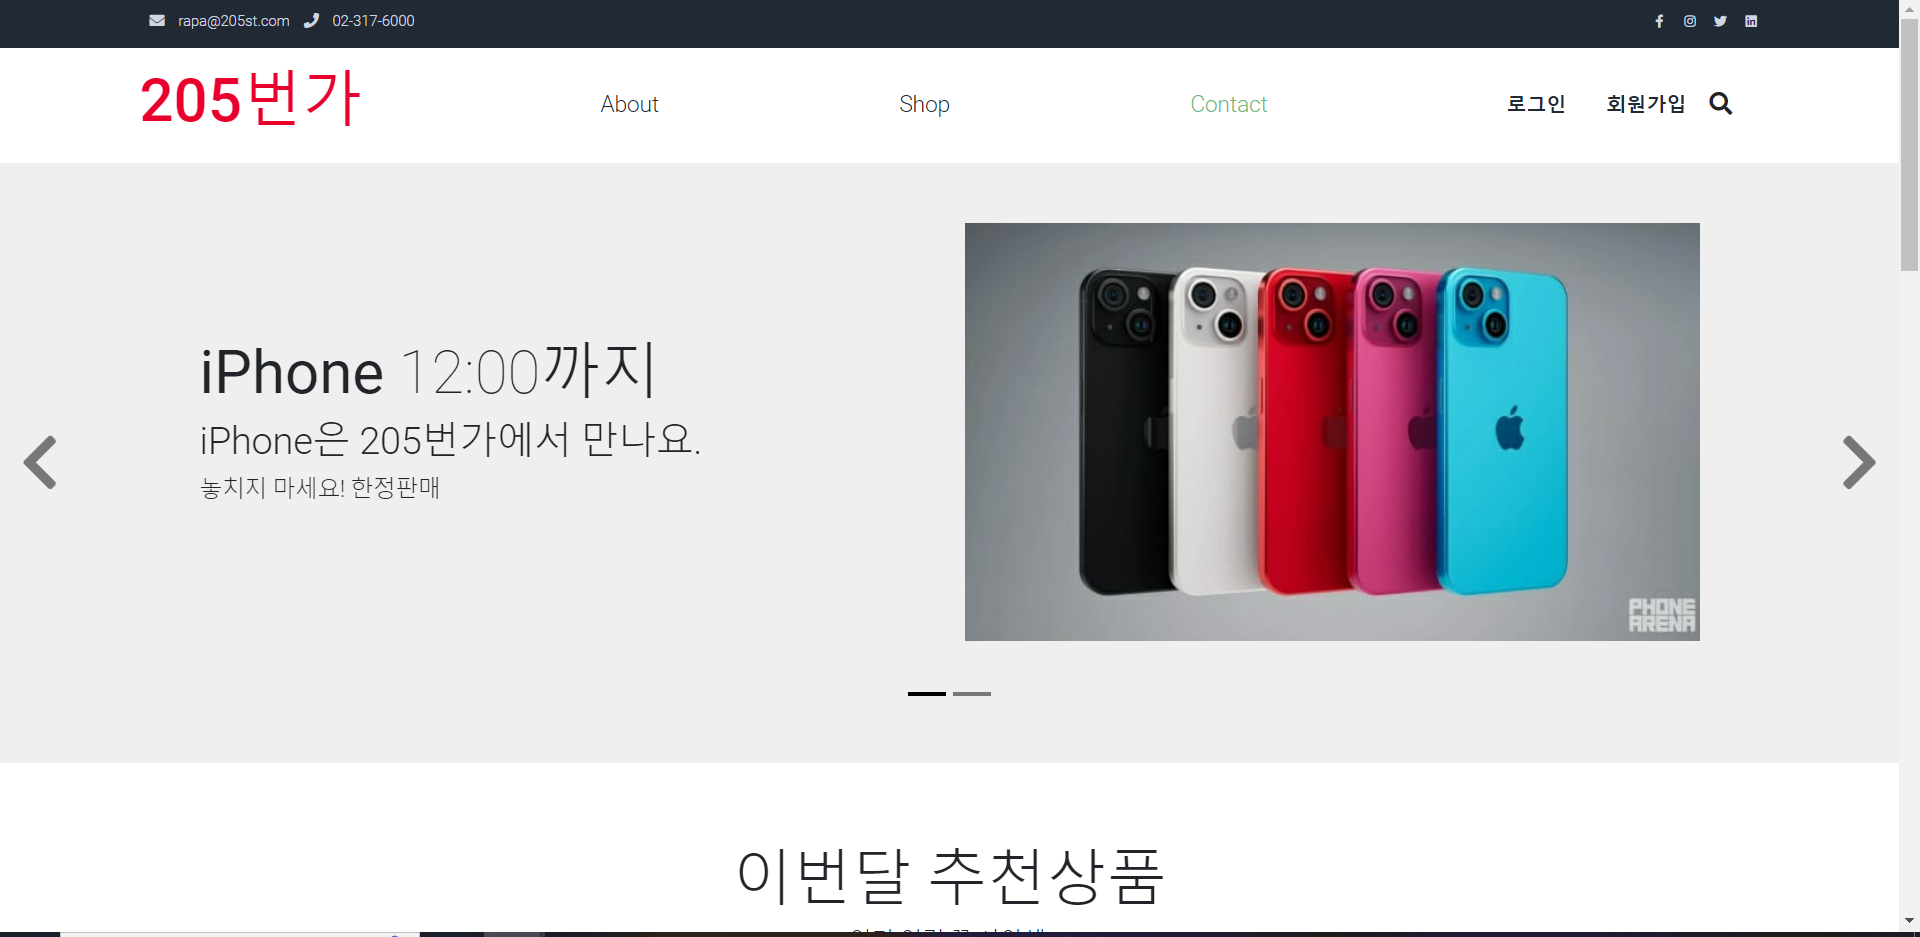 rapa@205st.com 02-317-6000
205번가 About Shop Contact 로그인 회원가입
iPhone 12:00까지
iPhone은 205번가에서 만나요.
놓치지 마세요! 한정판매
PHONE
ARENA
이번달 추천상품